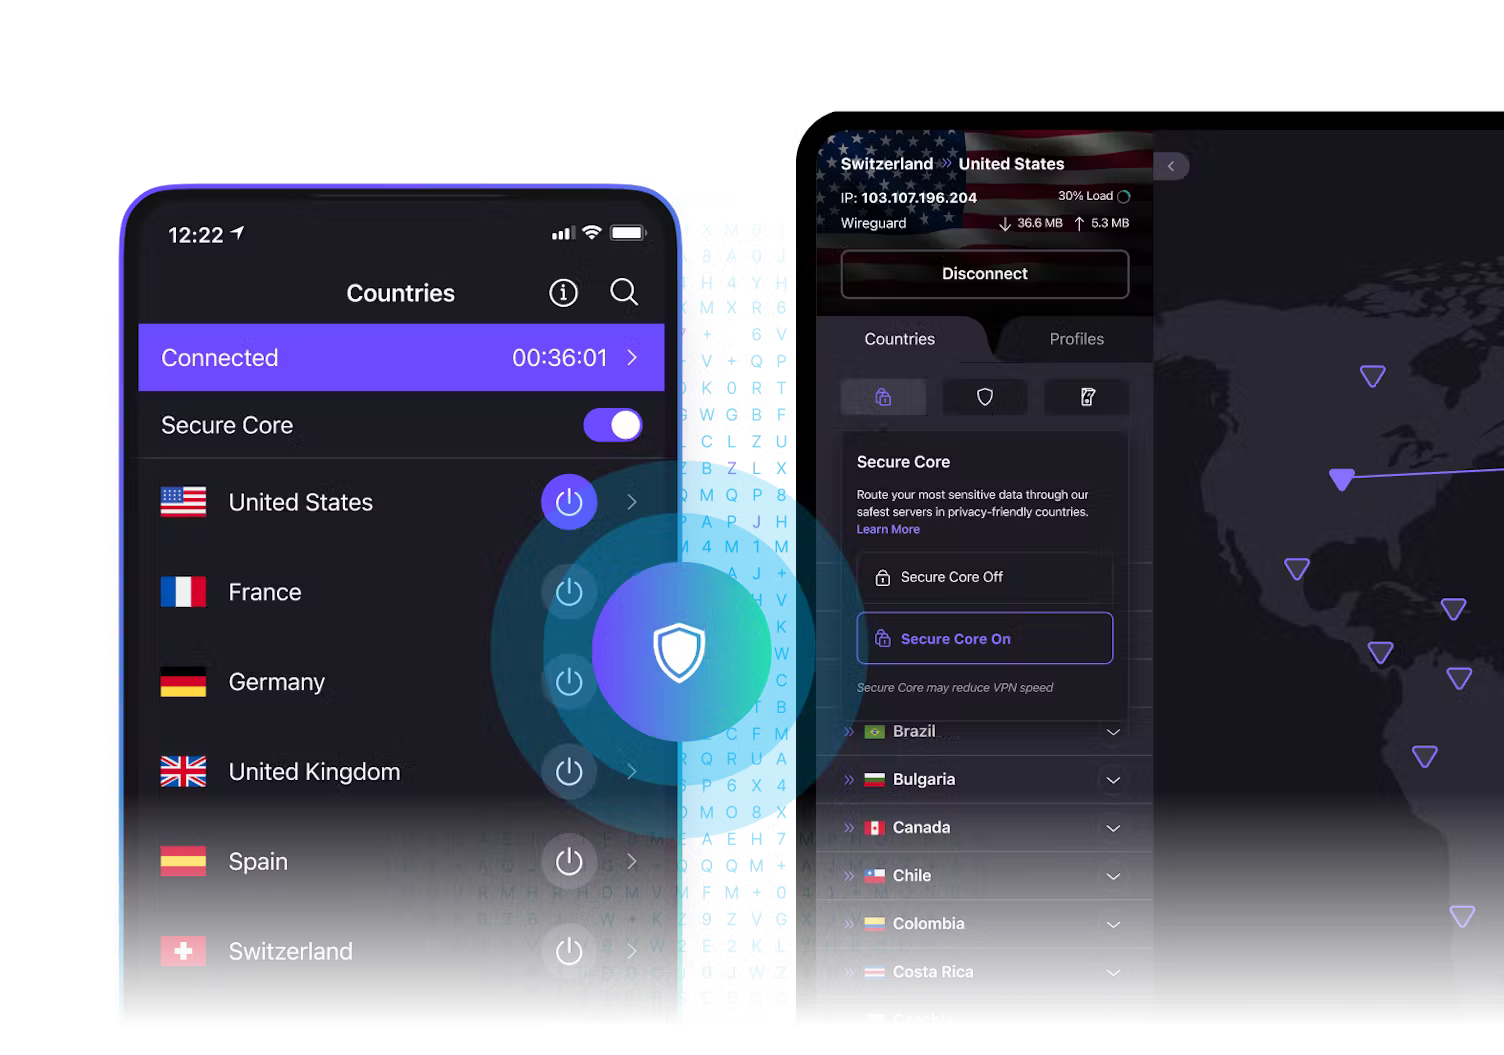 12:22
Countries
Connected 00:36:01
Secure Core
United States
France
Germany
United Kingdom
Spain
Switzerland
Switzerland » United States
IP: 103.107.196.204 30% Load
Wireguard ↓ 36.6 MB ↑ 5.3 MB
Disconnect
Countries Profiles
Secure Core
Route your most sensitive data through our
safest servers in privacy-friendly countries.
Learn More
Secure Core Off
Secure Core On
Secure Core may reduce VPN speed
Brazil
Bulgaria
Canada
Chile
Colombia
Costa Rica